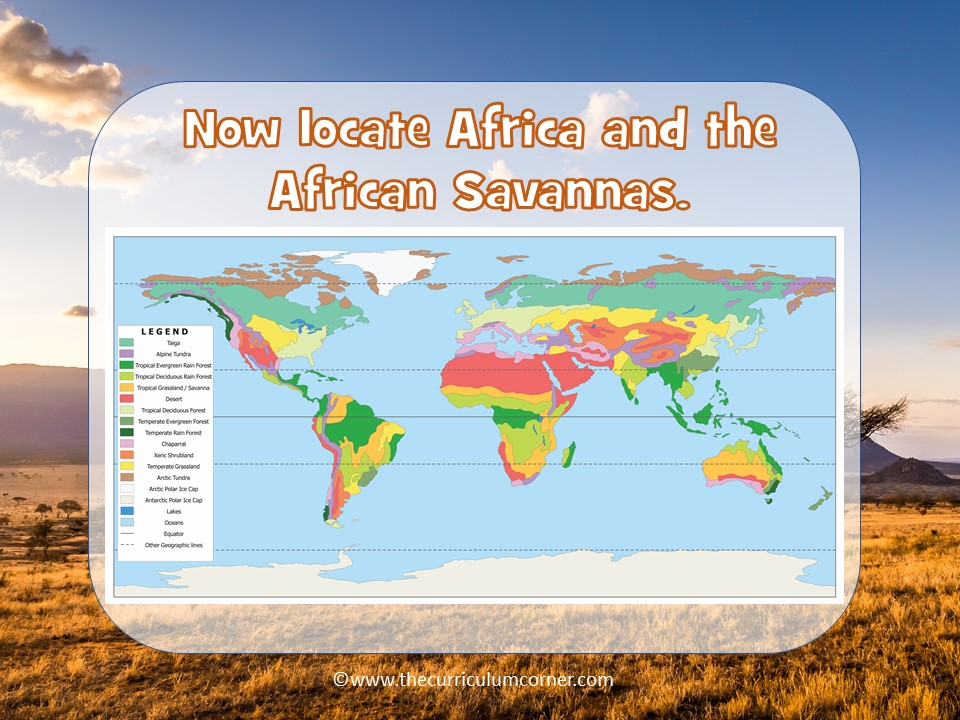 Now locate Africa and the
African Savannas.
LEGEND
Taiga
Alpine Tundra
Tropical Evergreen Rain Forest
Tropical Deciduous Rain Forest
Tropical Grassland / Savanna
Desert
Tropical Deciduous Forest
Temperate Evergreen Forest
Temperate Rain Forest
Chaparral
Xeric Shrubland
Temperate Grassland
Arctic Tundra
Arctic Polar Ice Cap
Antarctic Polar Ice Cap
Lakes
Oceans
Equator
Other Geographic lines
©www.thecurriculumcorner.com